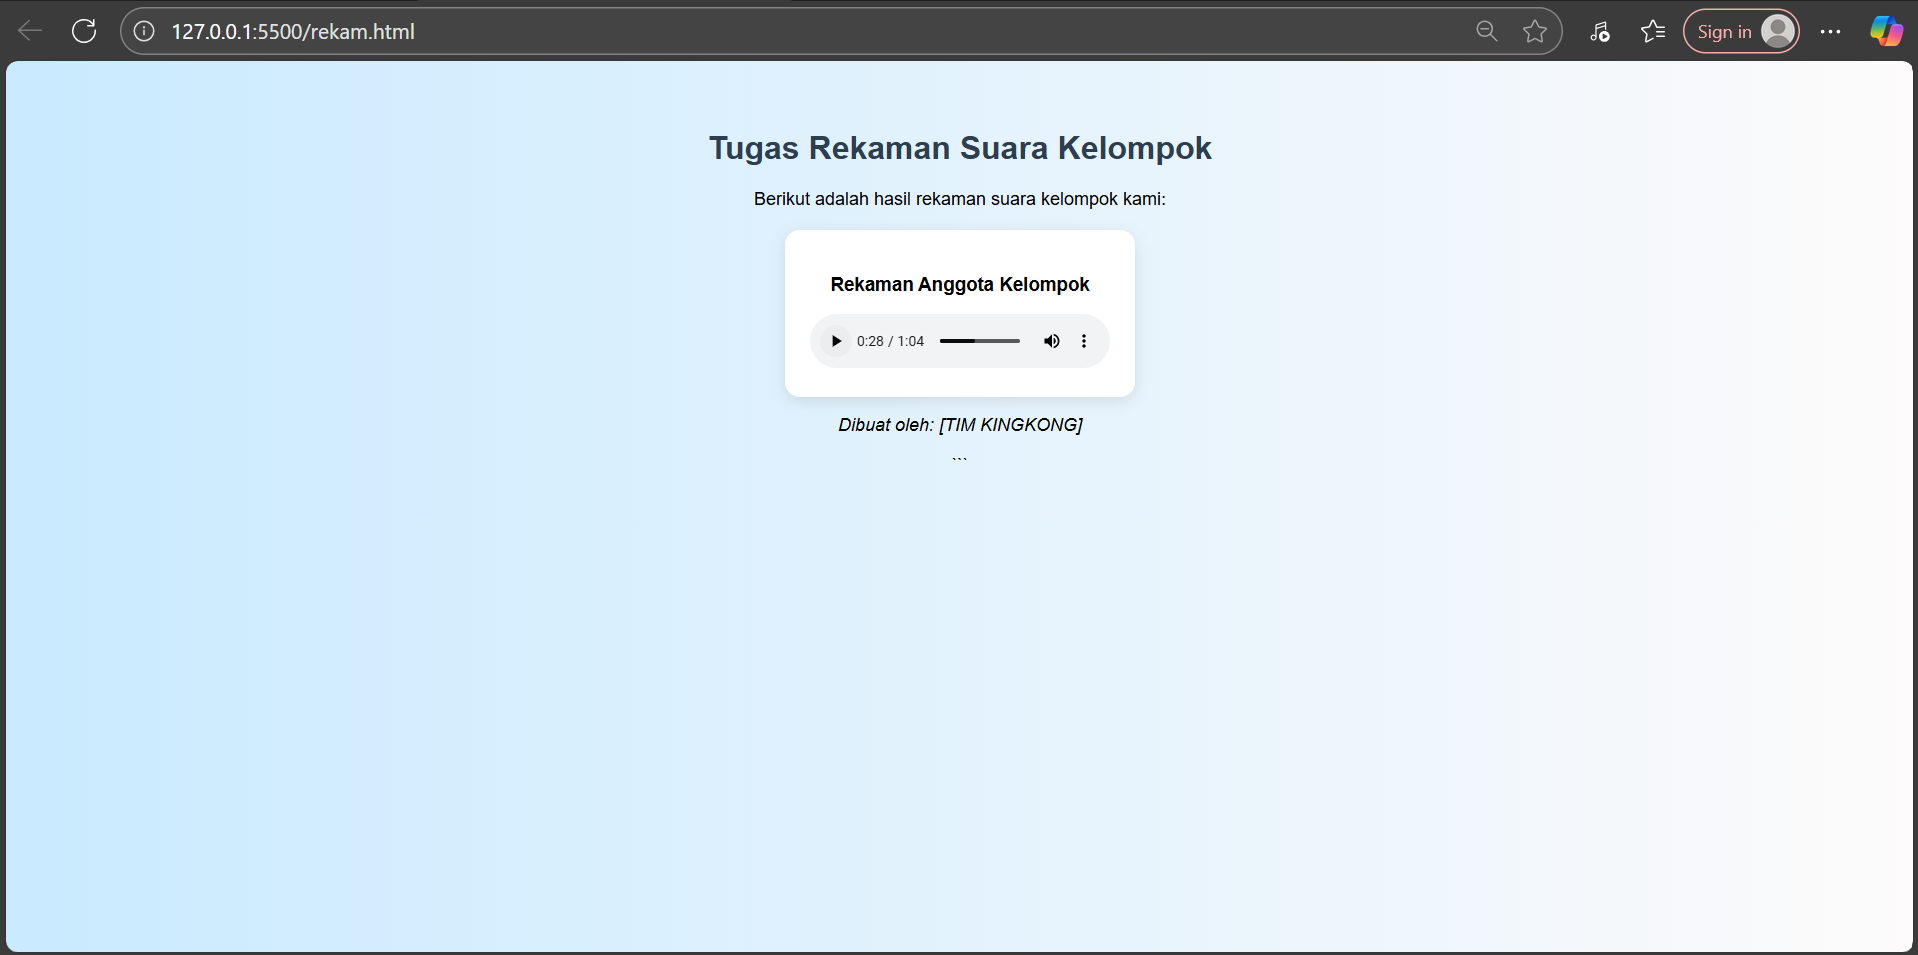 127.0.0.1:5500/rekam.html
Sign in
Tugas Rekaman Suara Kelompok
Berikut adalah hasil rekaman suara kelompok kami:
Rekaman Anggota Kelompok
0:28 / 1:04
Dibuat oleh: [TIM KINGKONG]
```